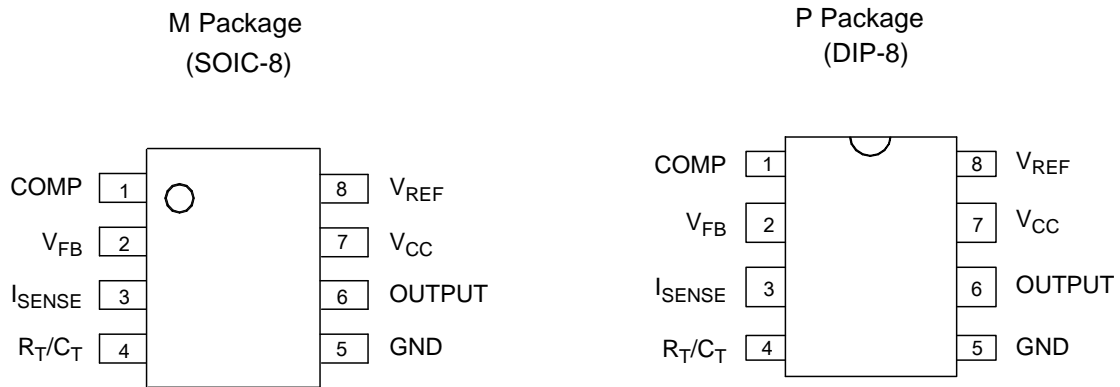 M Package
(SOIC-8)
COMP 1 8 VREF
VFB 2 7 VCC
ISENSE 3 6 OUTPUT
RT/CT 4 5 GND
P Package
(DIP-8)
COMP 1 8 VREF
VFB 2 7 VCC
ISENSE 3 6 OUTPUT
RT/CT 4 5 GND